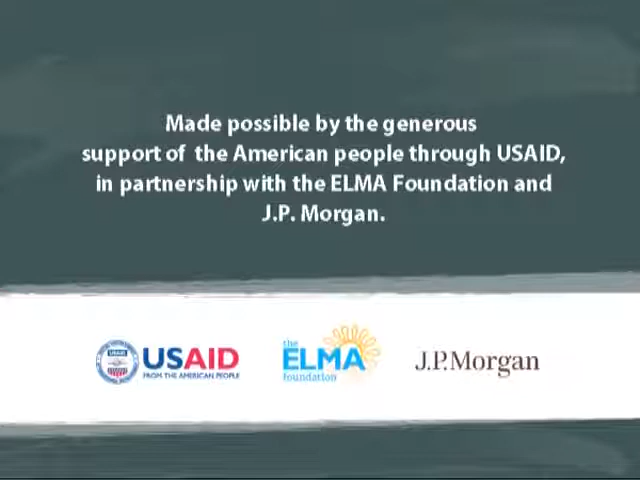 Made possible by the generous
support of the American people through USAID,
in partnership with the ELMA Foundation and
J.P. Morgan.
USAID
USAID
FROM THE AMERICAN PEOPLE
the
ELMA
foundation
J.P.Morgan